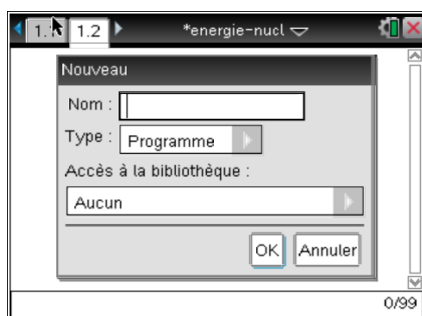 1.1 1.2 *energie-nucl
Nouveau
Nom :
Type : Programme
Accès à la bibliothèque :
Aucun
OK Annuler
0/99